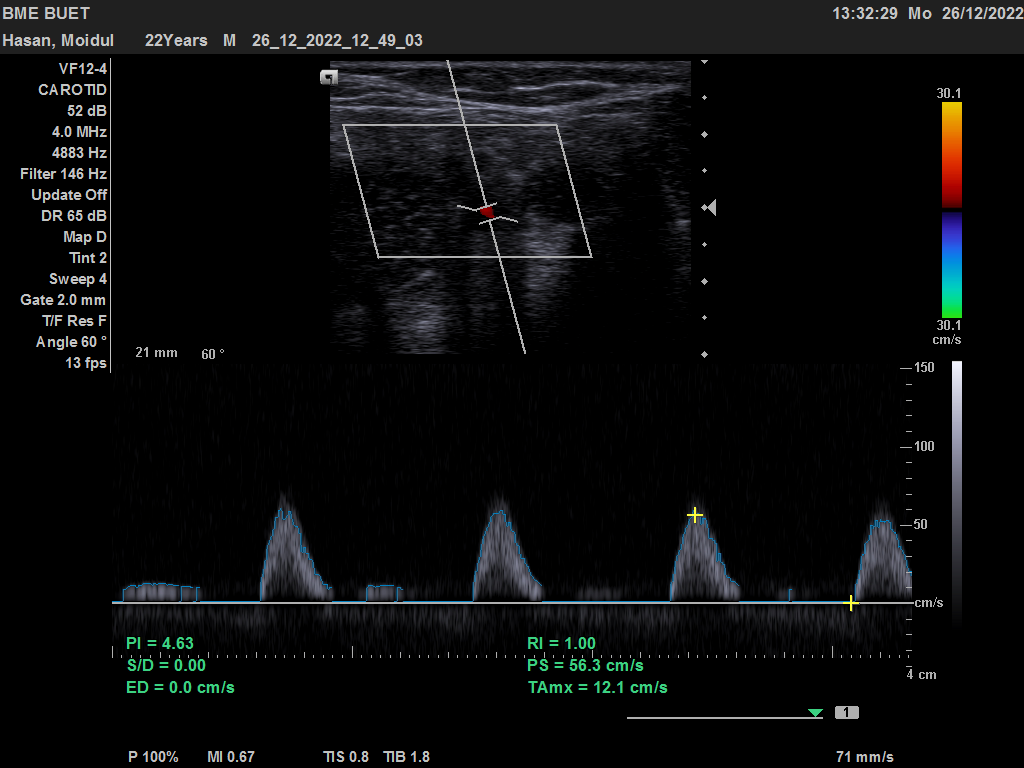 BME BUET 13:32:29 Mo 26/12/2022
Hasan, Moidul 22Years M 26_12_2022_12_49_03
VF12-4
CAROTID
52 dB
4.0 MHz
4883 Hz
Filter 146 Hz
Update Off
DR 65 dB
Map D
Tint 2
Sweep 4
Gate 2.0 mm
T/F Res F
Angle 60 °
13 fps
21 mm 60 °
30.1
30.1
cm/s
150
100
50
cm/s
4 cm
PI = 4.63 RI = 1.00
S/D = 0.00 PS = 56.3 cm/s
ED = 0.0 cm/s TAmx = 12.1 cm/s
1
P 100% MI 0.67 TIS 0.8 TIB 1.8 71 mm/s